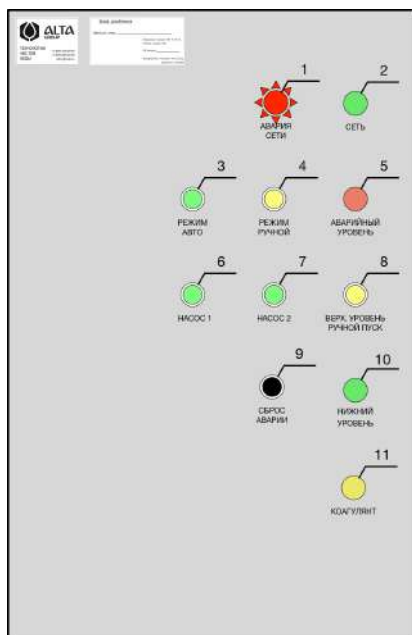 ALTA
GROUP
1
2
АВАРИЯ
СЕТИ
СЕТЬ
3
4
5
РЕЖИМ
АВТО
РЕЖИМ
РУЧНОЙ
АВАРИЙНЫЙ
УРОВЕНЬ
6
7
8
НАСОС 1
НАСОС 2
ВЕРХ. УРОВЕНЬ
РУЧНОЙ ПУСК
9
10
СБРОС
АВАРИИ
НИЖНИЙ
УРОВЕНЬ
11
КОАГУЛЯНТ